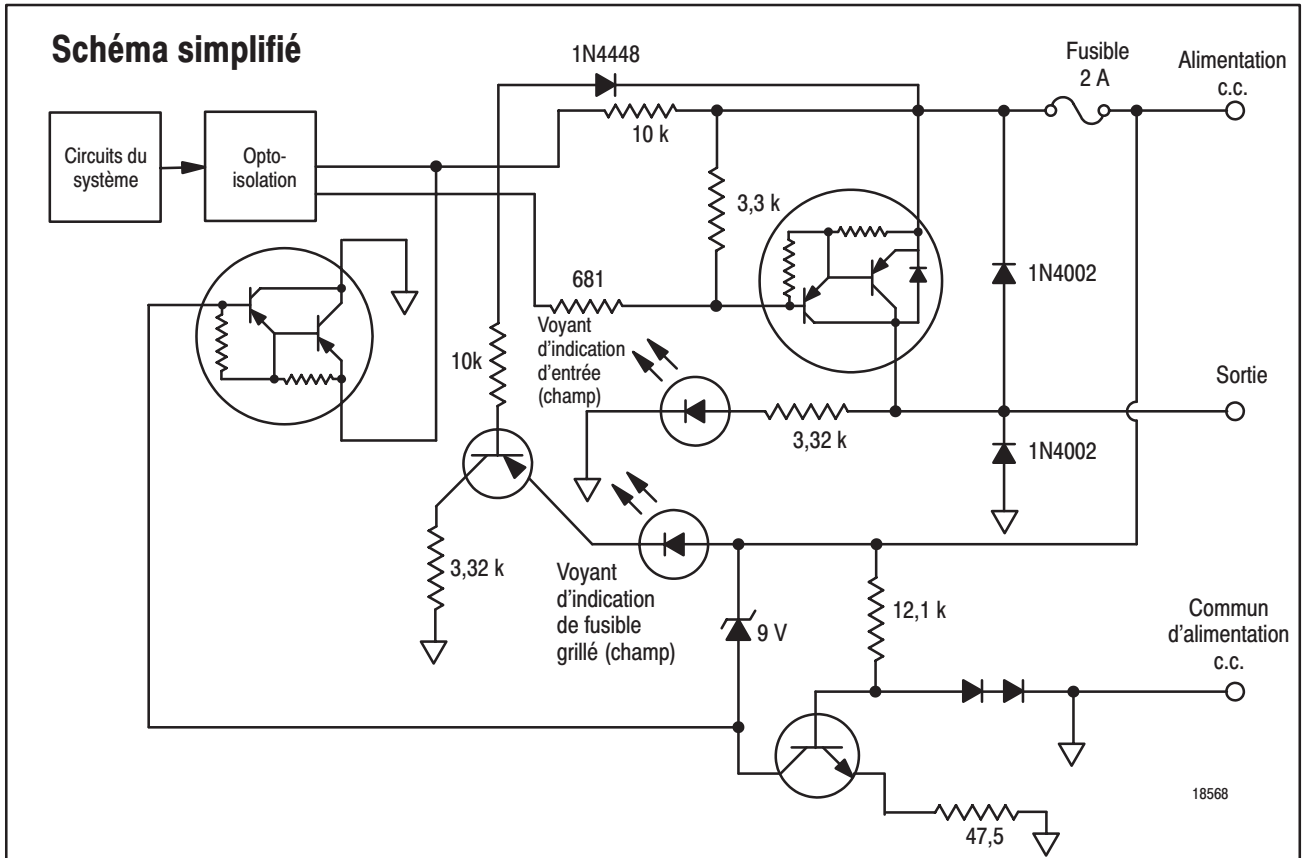 Schéma simplifié
1N4448
Fusible
2 A
Alimentation
c.c.
10 k
Circuits du
système
Opto-
isolation
3,3 k
681
1N4002
Voyant
d'indication
d'entrée
(champ)
10k
Sortie
3,32 k
1N4002
3,32 k
Voyant
d'indication
de fusible
grillé (champ)
9 V
12,1 k
Commun
d'alimentation
c.c.
18568
47,5